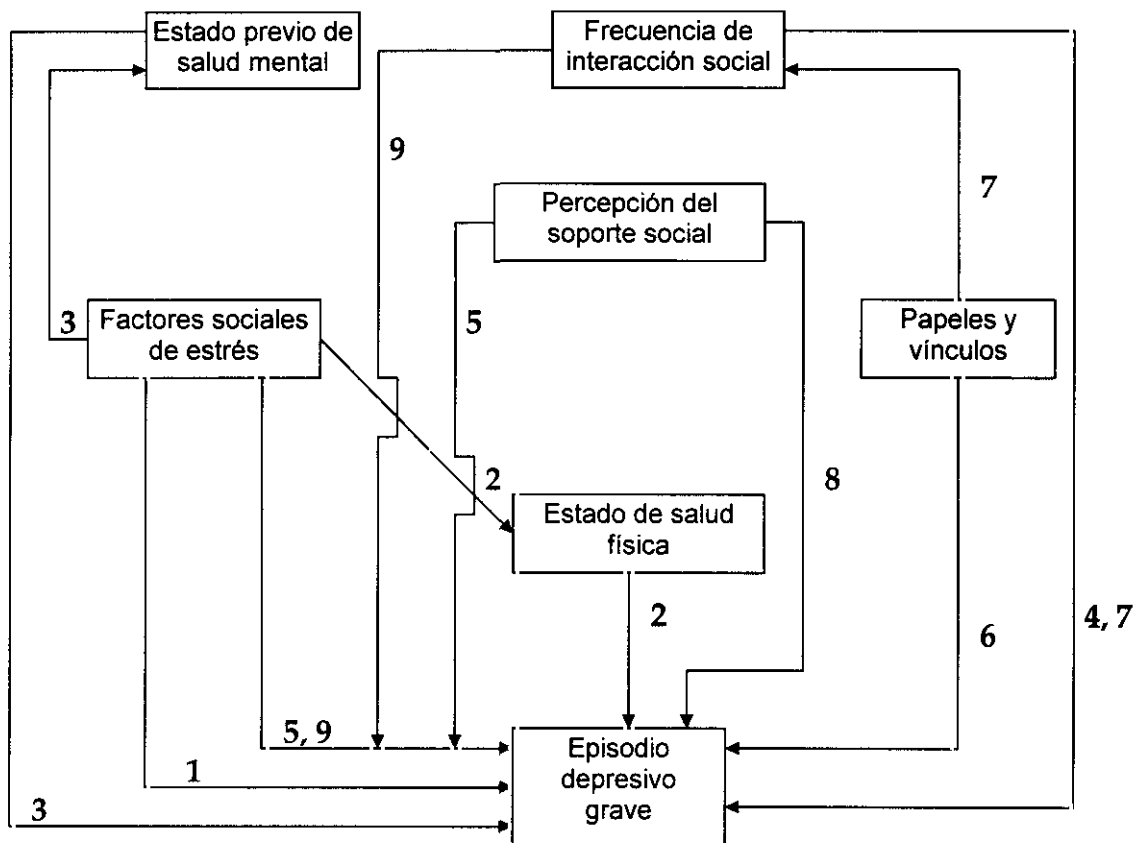 Estado previo de
salud mental
Frecuencia de
interacción social
9
7
Percepción del
soporte social
3
Factores sociales
de estrés
5
Papeles y
vínculos
2
8
Estado de salud
física
2
6
4, 7
5, 9
Episodio
depresivo
grave
1
3